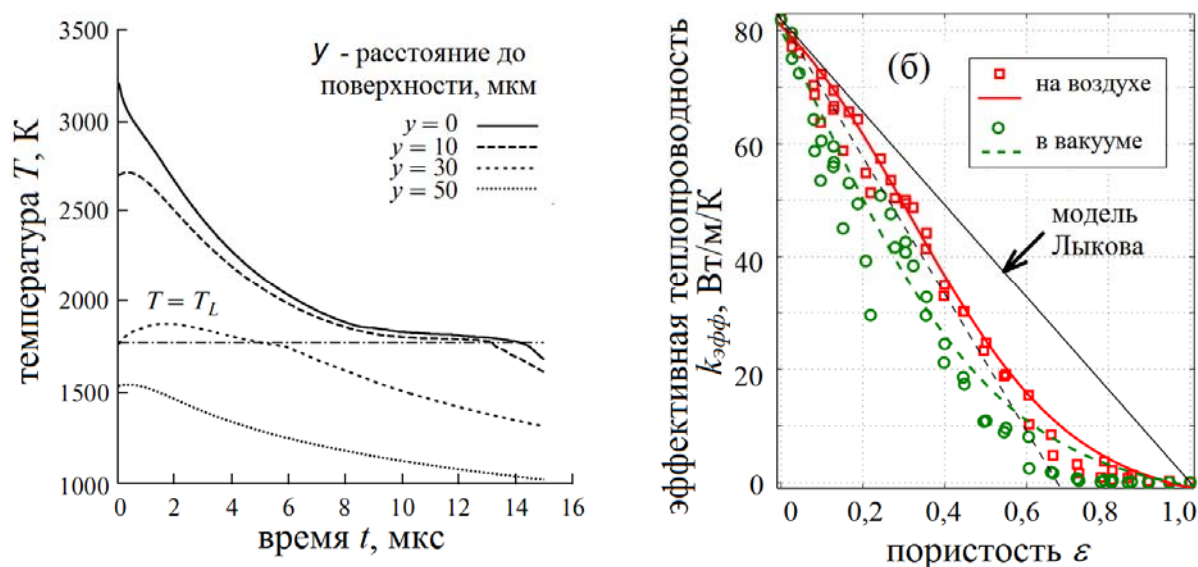 3500
3000
2500
2000
1500
1000
температура T, К
y - расстояние до
поверхности, мкм
y = 0
y = 10
y = 30
y = 50
T = T_L
0 2 4 6 8 10 12 14 16
время t, мкс
эффективная теплопроводность
k_эфф, Вт/м/К
80
60
40
20
0
(б)
на воздухе
в вакууме
модель
Лыкова
0 0,2 0,4 0,6 0,8 1,0
пористость ε